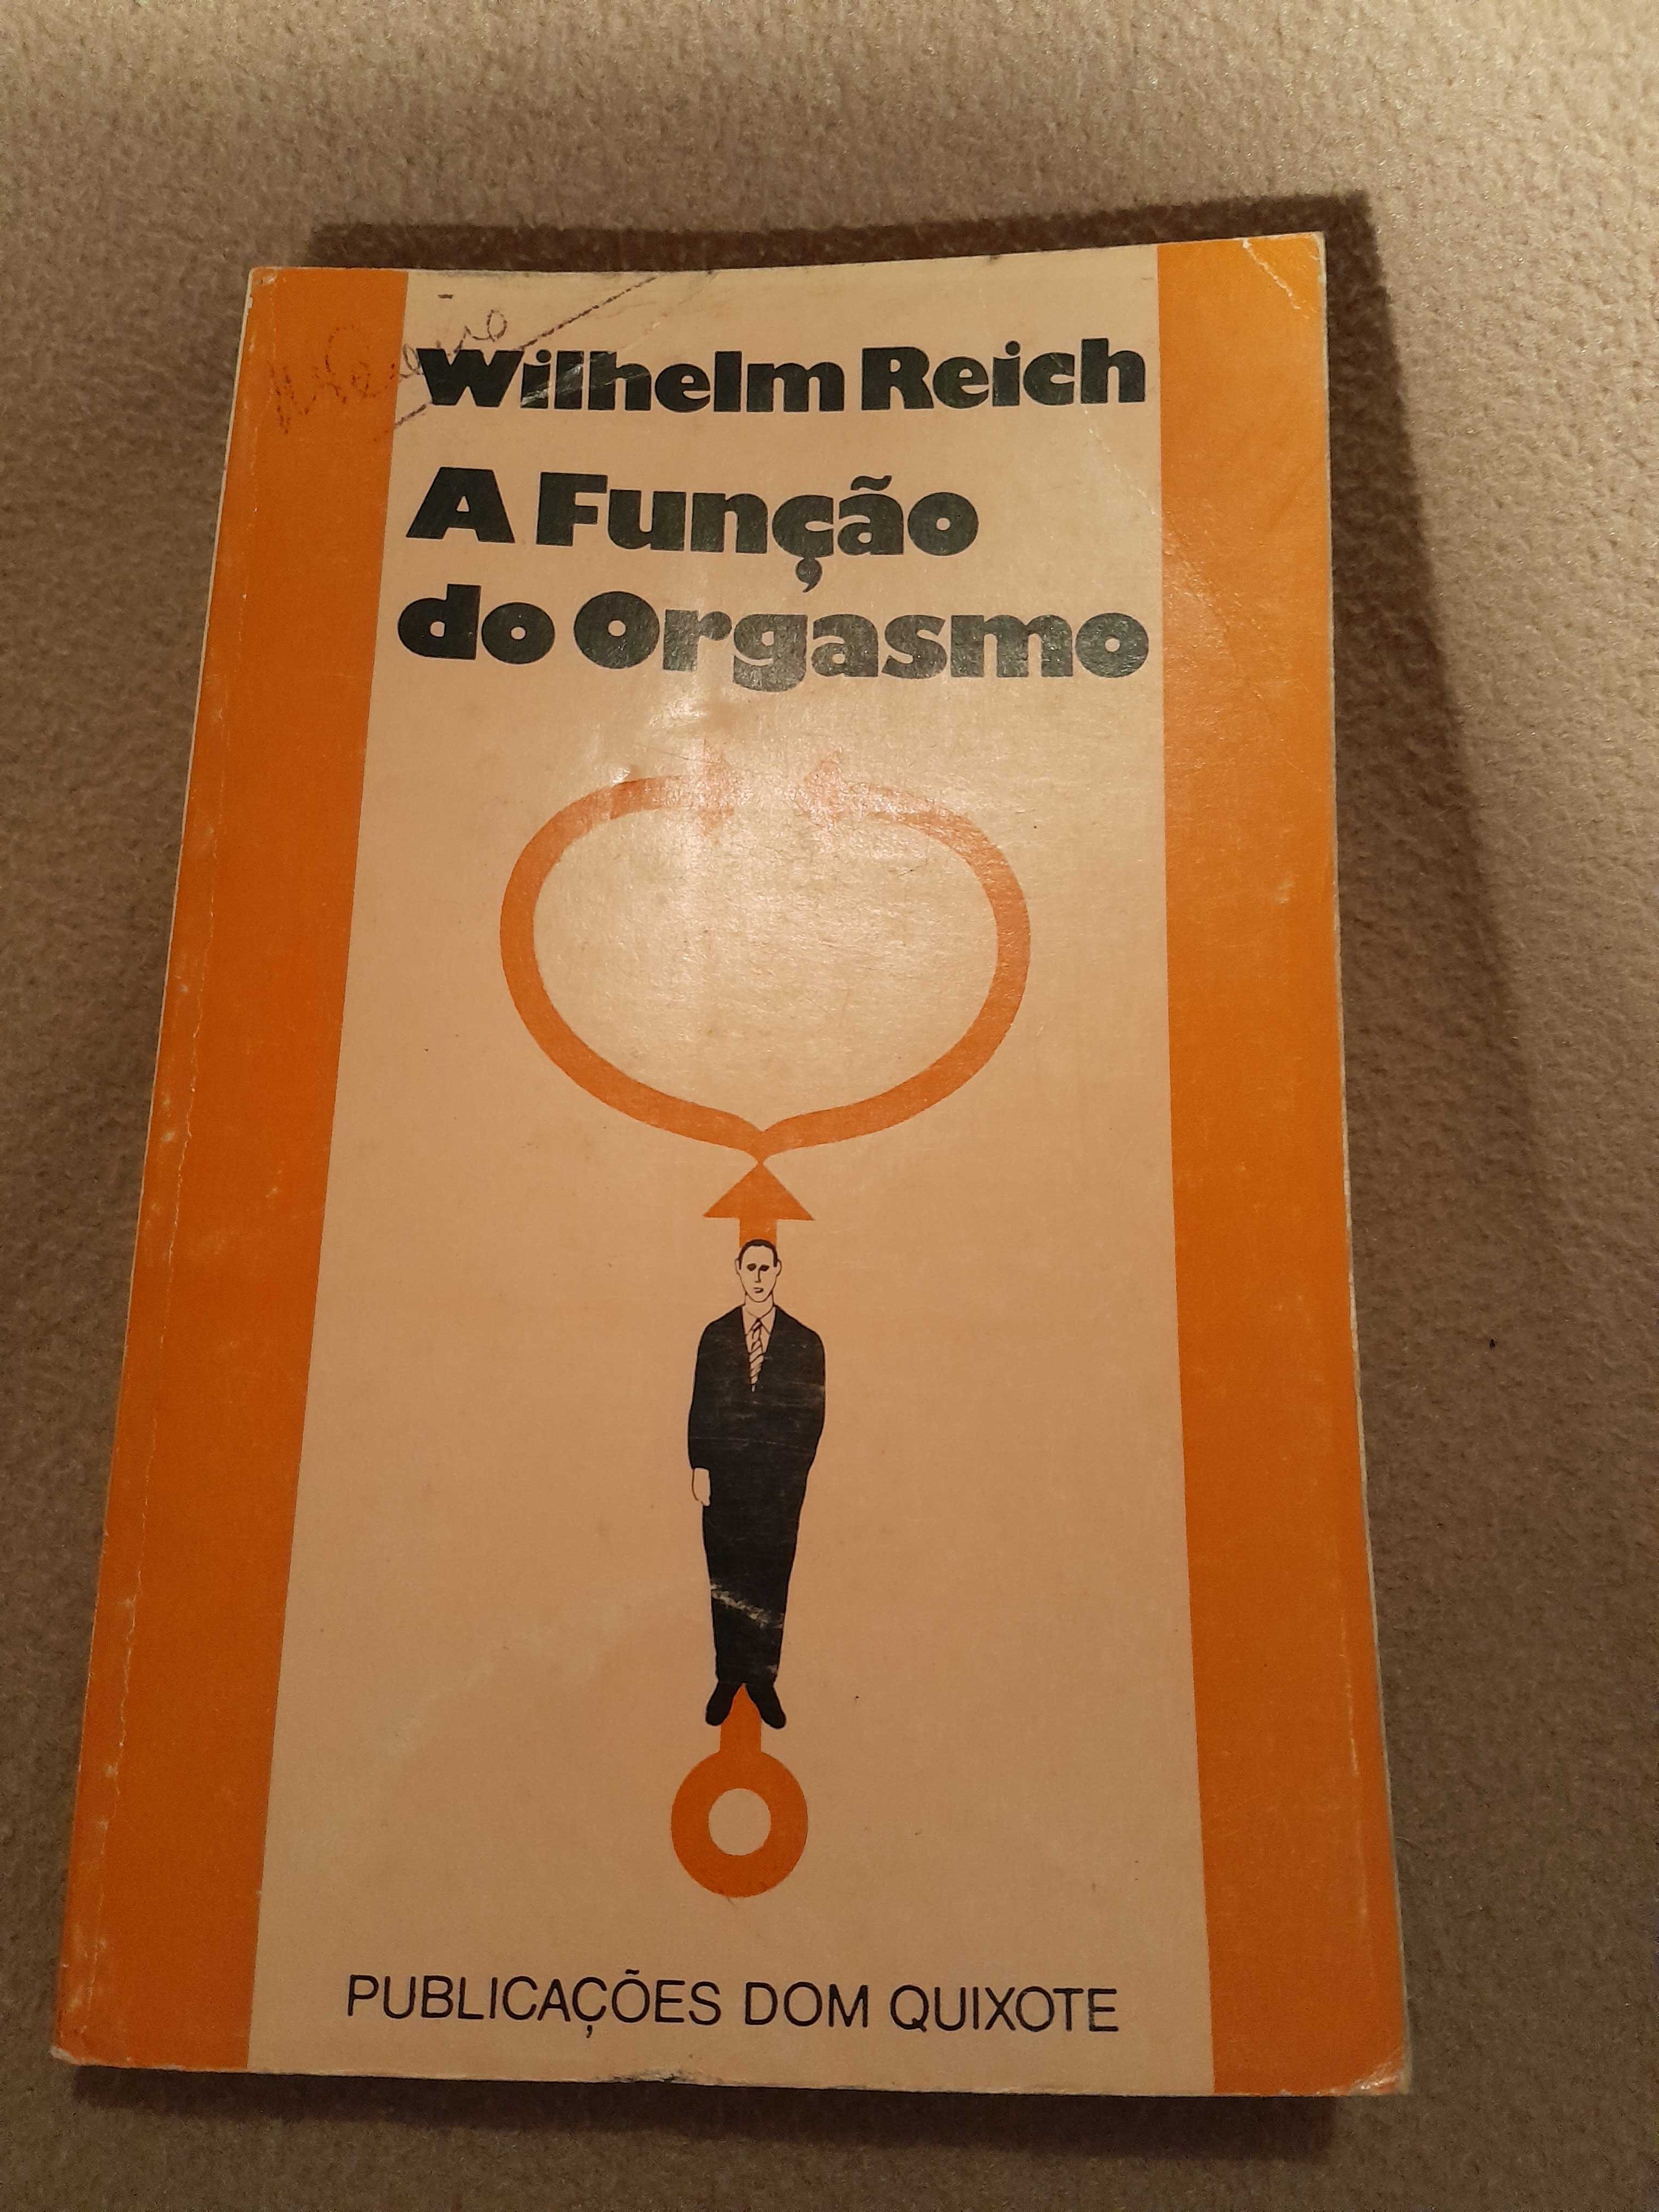 Wilhelm Reich
A Função
do Orgasmo
PUBLICAÇÕES DOM QUIXOTE